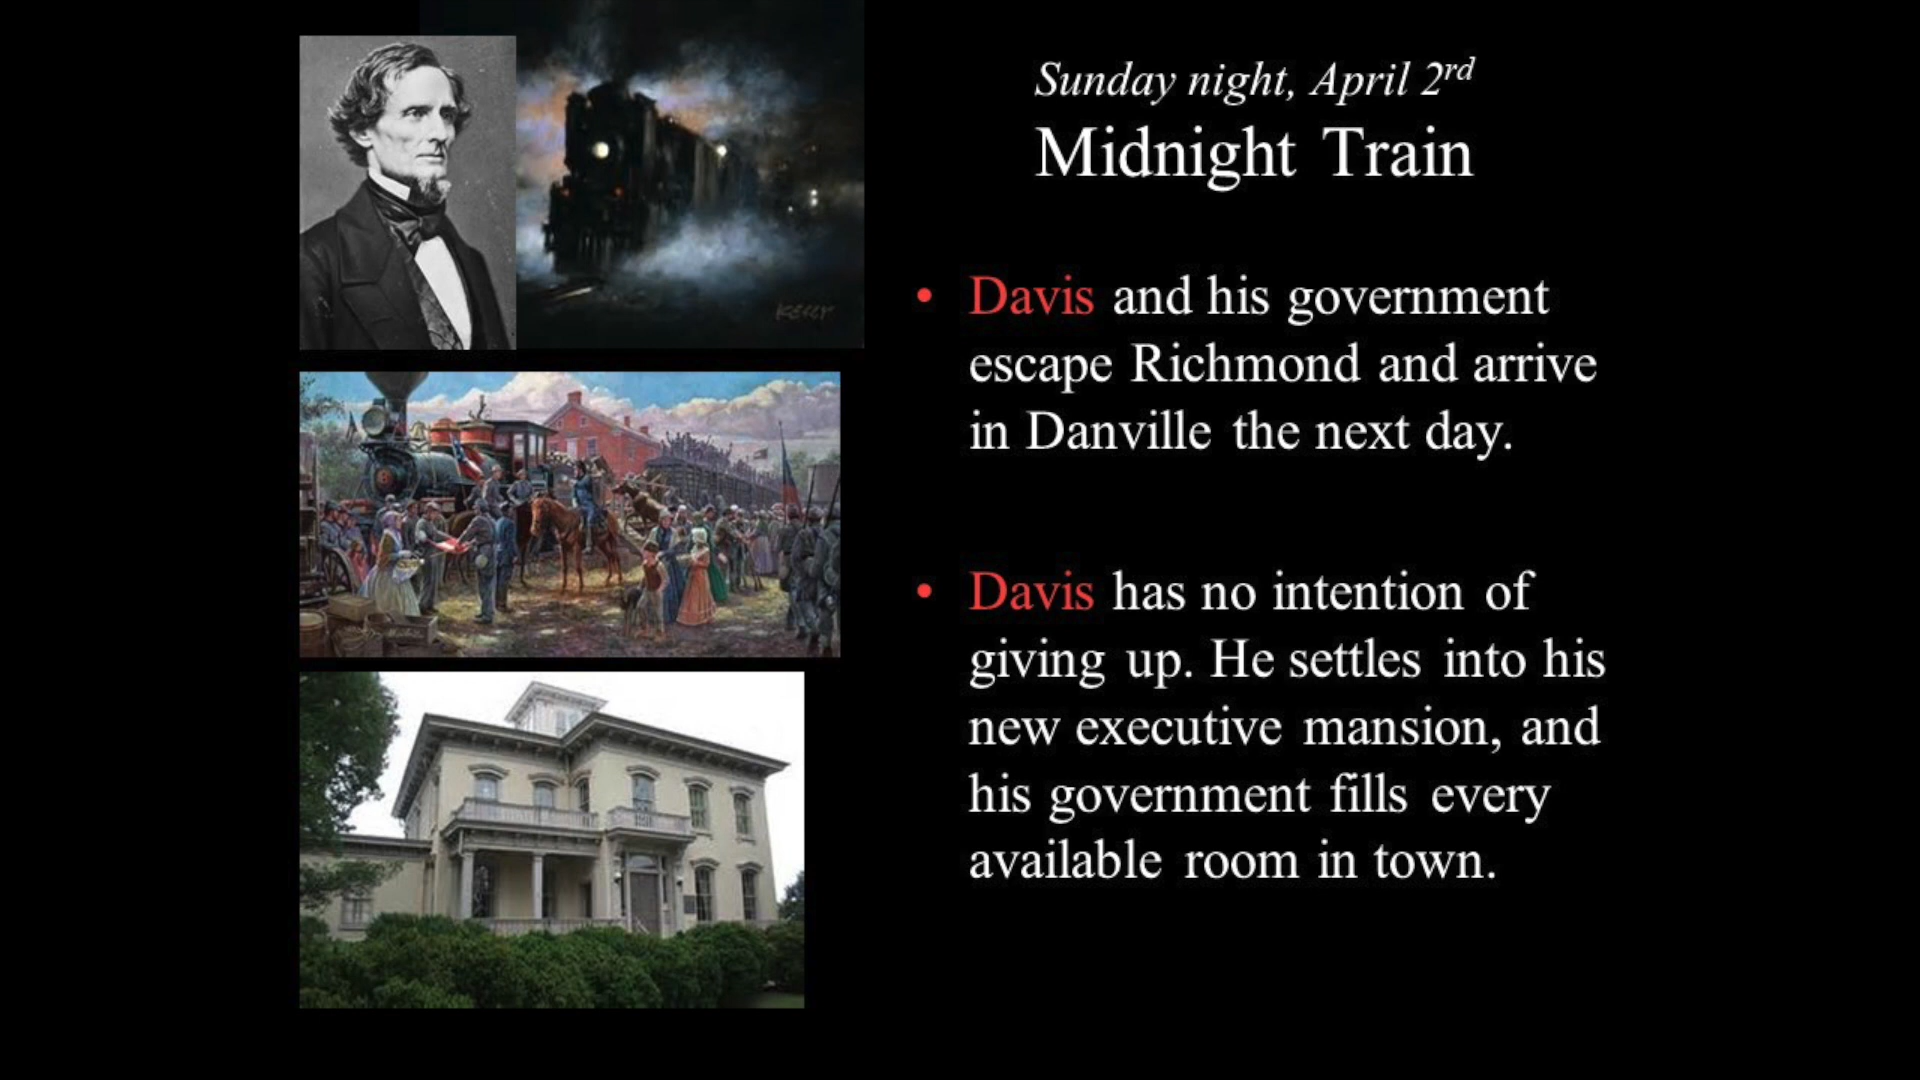 Sunday night, April 2rd
Midnight Train
• Davis and his government
escape Richmond and arrive
in Danville the next day.
• Davis has no intention of
giving up. He settles into his
new executive mansion, and
his government fills every
available room in town.
KELLY